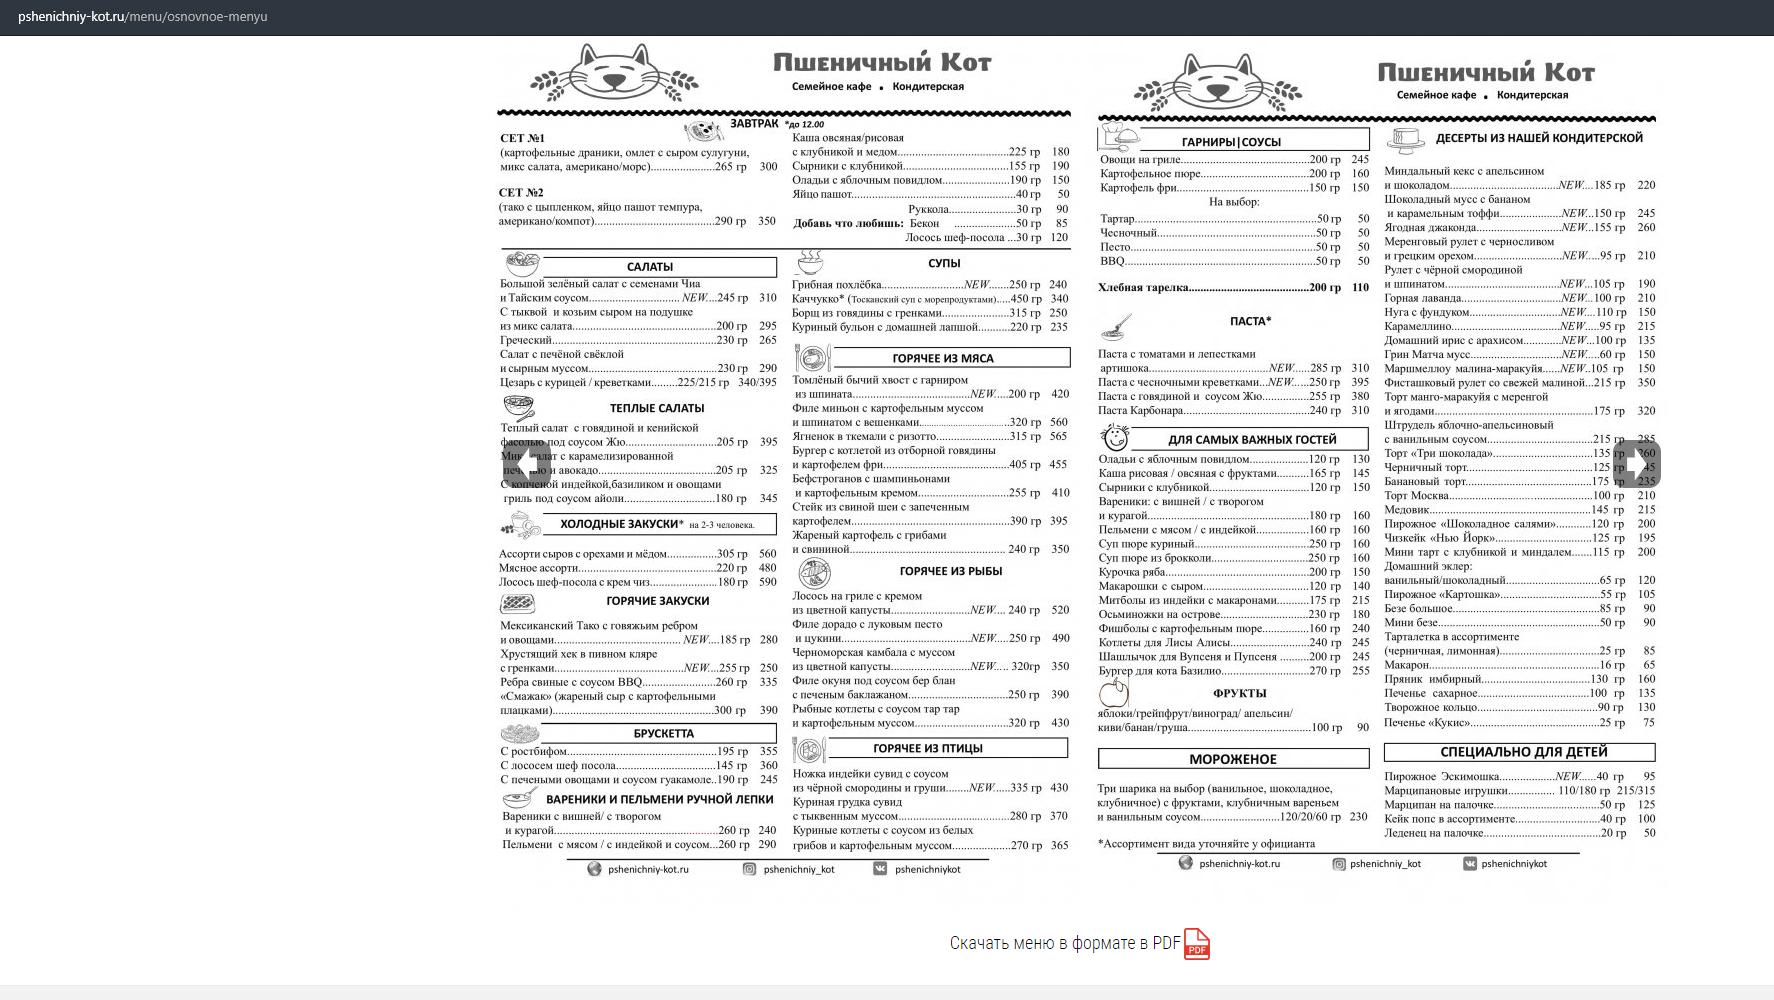 pshenichniy-kot.ru/menu/osnovnoe-menyu
Пшеничный Кот
Семейное кафе • Кондитерская
ЗАВТРАК *до 12.00
СЕТ №1
(картофельные драники, омлет с сыром сулугуни,
микс салата, американо/морс)....................265 гр 300
СЕТ №2
(тако с цыпленком, яйцо пашот темпура,
американо/компот).......................................290 гр 350
Каша овсяная/рисовая
с клубникой и медом.....................................225 гр 180
Сырники с клубникой...................................155 гр 190
Оладьи с яблочным повидлом......................190 гр 150
Яйцо пашот.......................................................40 гр 50
Руккола......................30 гр 90
Добавь что любишь: Бекон .....................50 гр 85
Лосось шеф-посола ...30 гр 120
САЛАТЫ
Большой зелёный салат с семенами Чиа
и Тайским соусом............................... NEW....245 гр 310
С тыквой и козьим сыром на подушке
из микс салата................................................200 гр 295
Греческий........................................................230 гр 265
Салат с печёной свёклой
и сырным муссом...........................................230 гр 290
Цезарь с курицей / креветками.........225/215 гр 340/395
ТЕПЛЫЕ САЛАТЫ
Теплый салат с говядиной и кенийской
фасолью под соусом Жю...............................205 гр 395
Микс салат с карамелизированной
печенью и авокадо.........................................205 гр 325
С копченой индейкой,базиликом и овощами
гриль под соусом айоли................................180 гр 345
ХОЛОДНЫЕ ЗАКУСКИ* на 2-3 человека.
Ассорти сыров с орехами и мёдом.................305 гр 560
Мясное ассорти...............................................220 гр 480
Лосось шеф-посола с крем чиз.......................180 гр 590
ГОРЯЧИЕ ЗАКУСКИ
Мексиканский Тако с говяжьим ребром
и овощами.......................................... NEW....185 гр 280
Хрустящий хек в пивном кляре
с гренками...........................................NEW....255 гр 250
Ребра свиные с соусом BBQ..........................260 гр 335
«Смажак» (жареный сыр с картофельными
плацками).......................................................300 гр 390
БРУСКЕТТА
С ростбифом...................................................195 гр 355
С лососем шеф посола...................................145 гр 360
С печеными овощами и соусом гуакамоле..190 гр 245
ВАРЕНИКИ И ПЕЛЬМЕНИ РУЧНОЙ ЛЕПКИ
Вареники с вишней/ с творогом
и курагой.......................................................260 гр 240
Пельмени с мясом / с индейкой и соусом...260 гр 290
СУПЫ
Грибная похлёбка...........................NEW.......250 гр 240
Каччукко* (Тосканский суп с морепродуктами).....450 гр 340
Борщ из говядины с гренками.......................315 гр 250
Куриный бульон с домашней лапшой..........220 гр 235
ГОРЯЧЕЕ ИЗ МЯСА
Томлёный бычий хвост с гарниром
из шпината.......................................NEW.....200 гр 420
Филе миньон с картофельным муссом
и шпинатом с вешенками..............................320 гр 560
Ягненок в ткемали с ризотто.........................315 гр 565
Бургер с котлетой из отборной говядины
и картофелем фри...........................................405 гр 455
Бефстроганов с шампиньонами
и картофельным кремом...............................255 гр 410
Стейк из свиной шеи с запеченным
картофелем......................................................390 гр 395
Жареный картофель с грибами
и свининой..................................................... 240 гр 350
ГОРЯЧЕЕ ИЗ РЫБЫ
Лосось на гриле с кремом
из цветной капусты..........................NEW.... 240 гр 520
Филе дорадо с луковым песто
и цукини...........................................NEW.....250 гр 490
Черноморская камбала с муссом
из цветной капусты..........................NEW..... 320гр 350
Филе окуня под соусом бер блан
с печеным баклажаном..................................250 гр 390
Рыбные котлеты с соусом тар тар
и картофельным муссом................................320 гр 430
ГОРЯЧЕЕ ИЗ ПТИЦЫ
Ножка индейки сувид с соусом
из чёрной смородины и груши........NEW.....335 гр 430
Куриная грудка сувид
с тыквенным муссом......................................280 гр 370
Куриные котлеты с соусом из белых
грибов и картофельным муссом....................270 гр 365
pshenichniy-kot.ru pshenichniy_kot pshenichniykot
Пшеничный Кот
Семейное кафе • Кондитерская
ГАРНИРЫ|СОУСЫ
Овощи на гриле...........................................200 гр 245
Картофельное пюре.....................................200 гр 160
Картофель фри.............................................150 гр 150
На выбор:
Тартар.............................................................50 гр 50
Чесночный.....................................................50 гр 50
Песто..............................................................50 гр 50
BBQ................................................................50 гр 50
Хлебная тарелка.........................................200 гр 110
ПАСТА*
Паста с томатами и лепестками
артишока.........................................NEW.....285 гр 310
Паста с чесночными креветками...NEW......250 гр 395
Паста с говядиной и соусом Жю................255 гр 380
Паста Карбонара..........................................240 гр 310
ДЛЯ САМЫХ ВАЖНЫХ ГОСТЕЙ
Оладьи с яблочным повидлом....................120 гр 130
Каша рисовая / овсяная с фруктами...........165 гр 145
Сырники с клубникой.................................120 гр 150
Вареники: с вишней / с творогом
и курагой......................................................180 гр 160
Пельмени с мясом / с индейкой..................160 гр 160
Суп пюре куриный......................................250 гр 160
Суп пюре из брокколи.................................250 гр 160
Курочка ряба................................................200 гр 150
Макарошки с сыром....................................120 гр 140
Митболы из индейки с макаронами...........175 гр 215
Осьминожки на острове..............................230 гр 180
Фишболы с картофельным пюре................160 гр 240
Котлеты для Лисы Алисы...........................240 гр 245
Шашлычок для Вупсеня и Пупсеня ..........200 гр 245
Бургер для кота Базилио.............................270 гр 255
ФРУКТЫ
яблоки/грейпфрут/виноград/ апельсин/
киви/банан/груша.........................................100 гр 90
МОРОЖЕНОЕ
Три шарика на выбор (ванильное, шоколадное,
клубничное) с фруктами, клубничным вареньем
и ванильным соусом..........................120/20/60 гр 230
*Ассортимент вида уточняйте у официанта
ДЕСЕРТЫ ИЗ НАШЕЙ КОНДИТЕРСКОЙ
Миндальный кекс с апельсином
и шоколадом....................................NEW....185 гр 220
Шоколадный мусс с бананом
и карамельным тоффи...................NEW....150 гр 245
Ягодная джаконда...........................NEW....155 гр 260
Меренговый рулет с черносливом
и грецким орехом.............................NEW.....95 гр 210
Рулет с чёрной смородиной
и шпинатом......................................NEW...105 гр 190
Горная лаванда................................NEW...100 гр 210
Нуга с фундуком..............................NEW....110 гр 150
Карамеллино....................................NEW.....95 гр 215
Домашний ирис с арахисом............NEW...100 гр 135
Грин Матча мусс..............................NEW.....60 гр 150
Маршмеллоу малина-маракуйя......NEW..105 гр 150
Фисташковый рулет со свежей малиной...215 гр 350
Торт манго-маракуйя с меренгой
и ягодами.....................................................175 гр 320
Штрудель яблочно-апельсиновый
с ванильным соусом...................................215 гр 285
Торт «Три шоколада»..................................135 гр 260
Черничный торт..........................................125 гр 45
Банановый торт..........................................175 гр 235
Торт Москва................................................100 гр 210
Медовик.......................................................145 гр 215
Пирожное «Шоколадное салями»............120 гр 200
Чизкейк «Нью Йорк».................................125 гр 195
Мини тарт с клубникой и миндалем.......115 гр 200
Домашний эклер:
ванильный/шоколадный...............................65 гр 120
Пирожное «Картошка»................................55 гр 105
Безе большое.................................................85 гр 90
Мини безе......................................................50 гр 90
Тарталетка в ассортименте
(черничная, лимонная).................................25 гр 85
Макарон.........................................................16 гр 65
Пряник имбирный.....................................130 гр 160
Печенье сахарное......................................100 гр 135
Творожное кольцо........................................90 гр 130
Печенье «Кукис»..........................................25 гр 75
СПЕЦИАЛЬНО ДЛЯ ДЕТЕЙ
Пирожное Эскимошка...................NEW.....40 гр 95
Марципановые игрушки................. 110/180 гр 215/315
Марципан на палочке...................................50 гр 125
Кейк попс в ассортименте............................40 гр 100
Леденец на палочке.......................................20 гр 50
pshenichniy-kot.ru pshenichniy_kot pshenichniykot
Скачать меню в формате в PDF
PDF